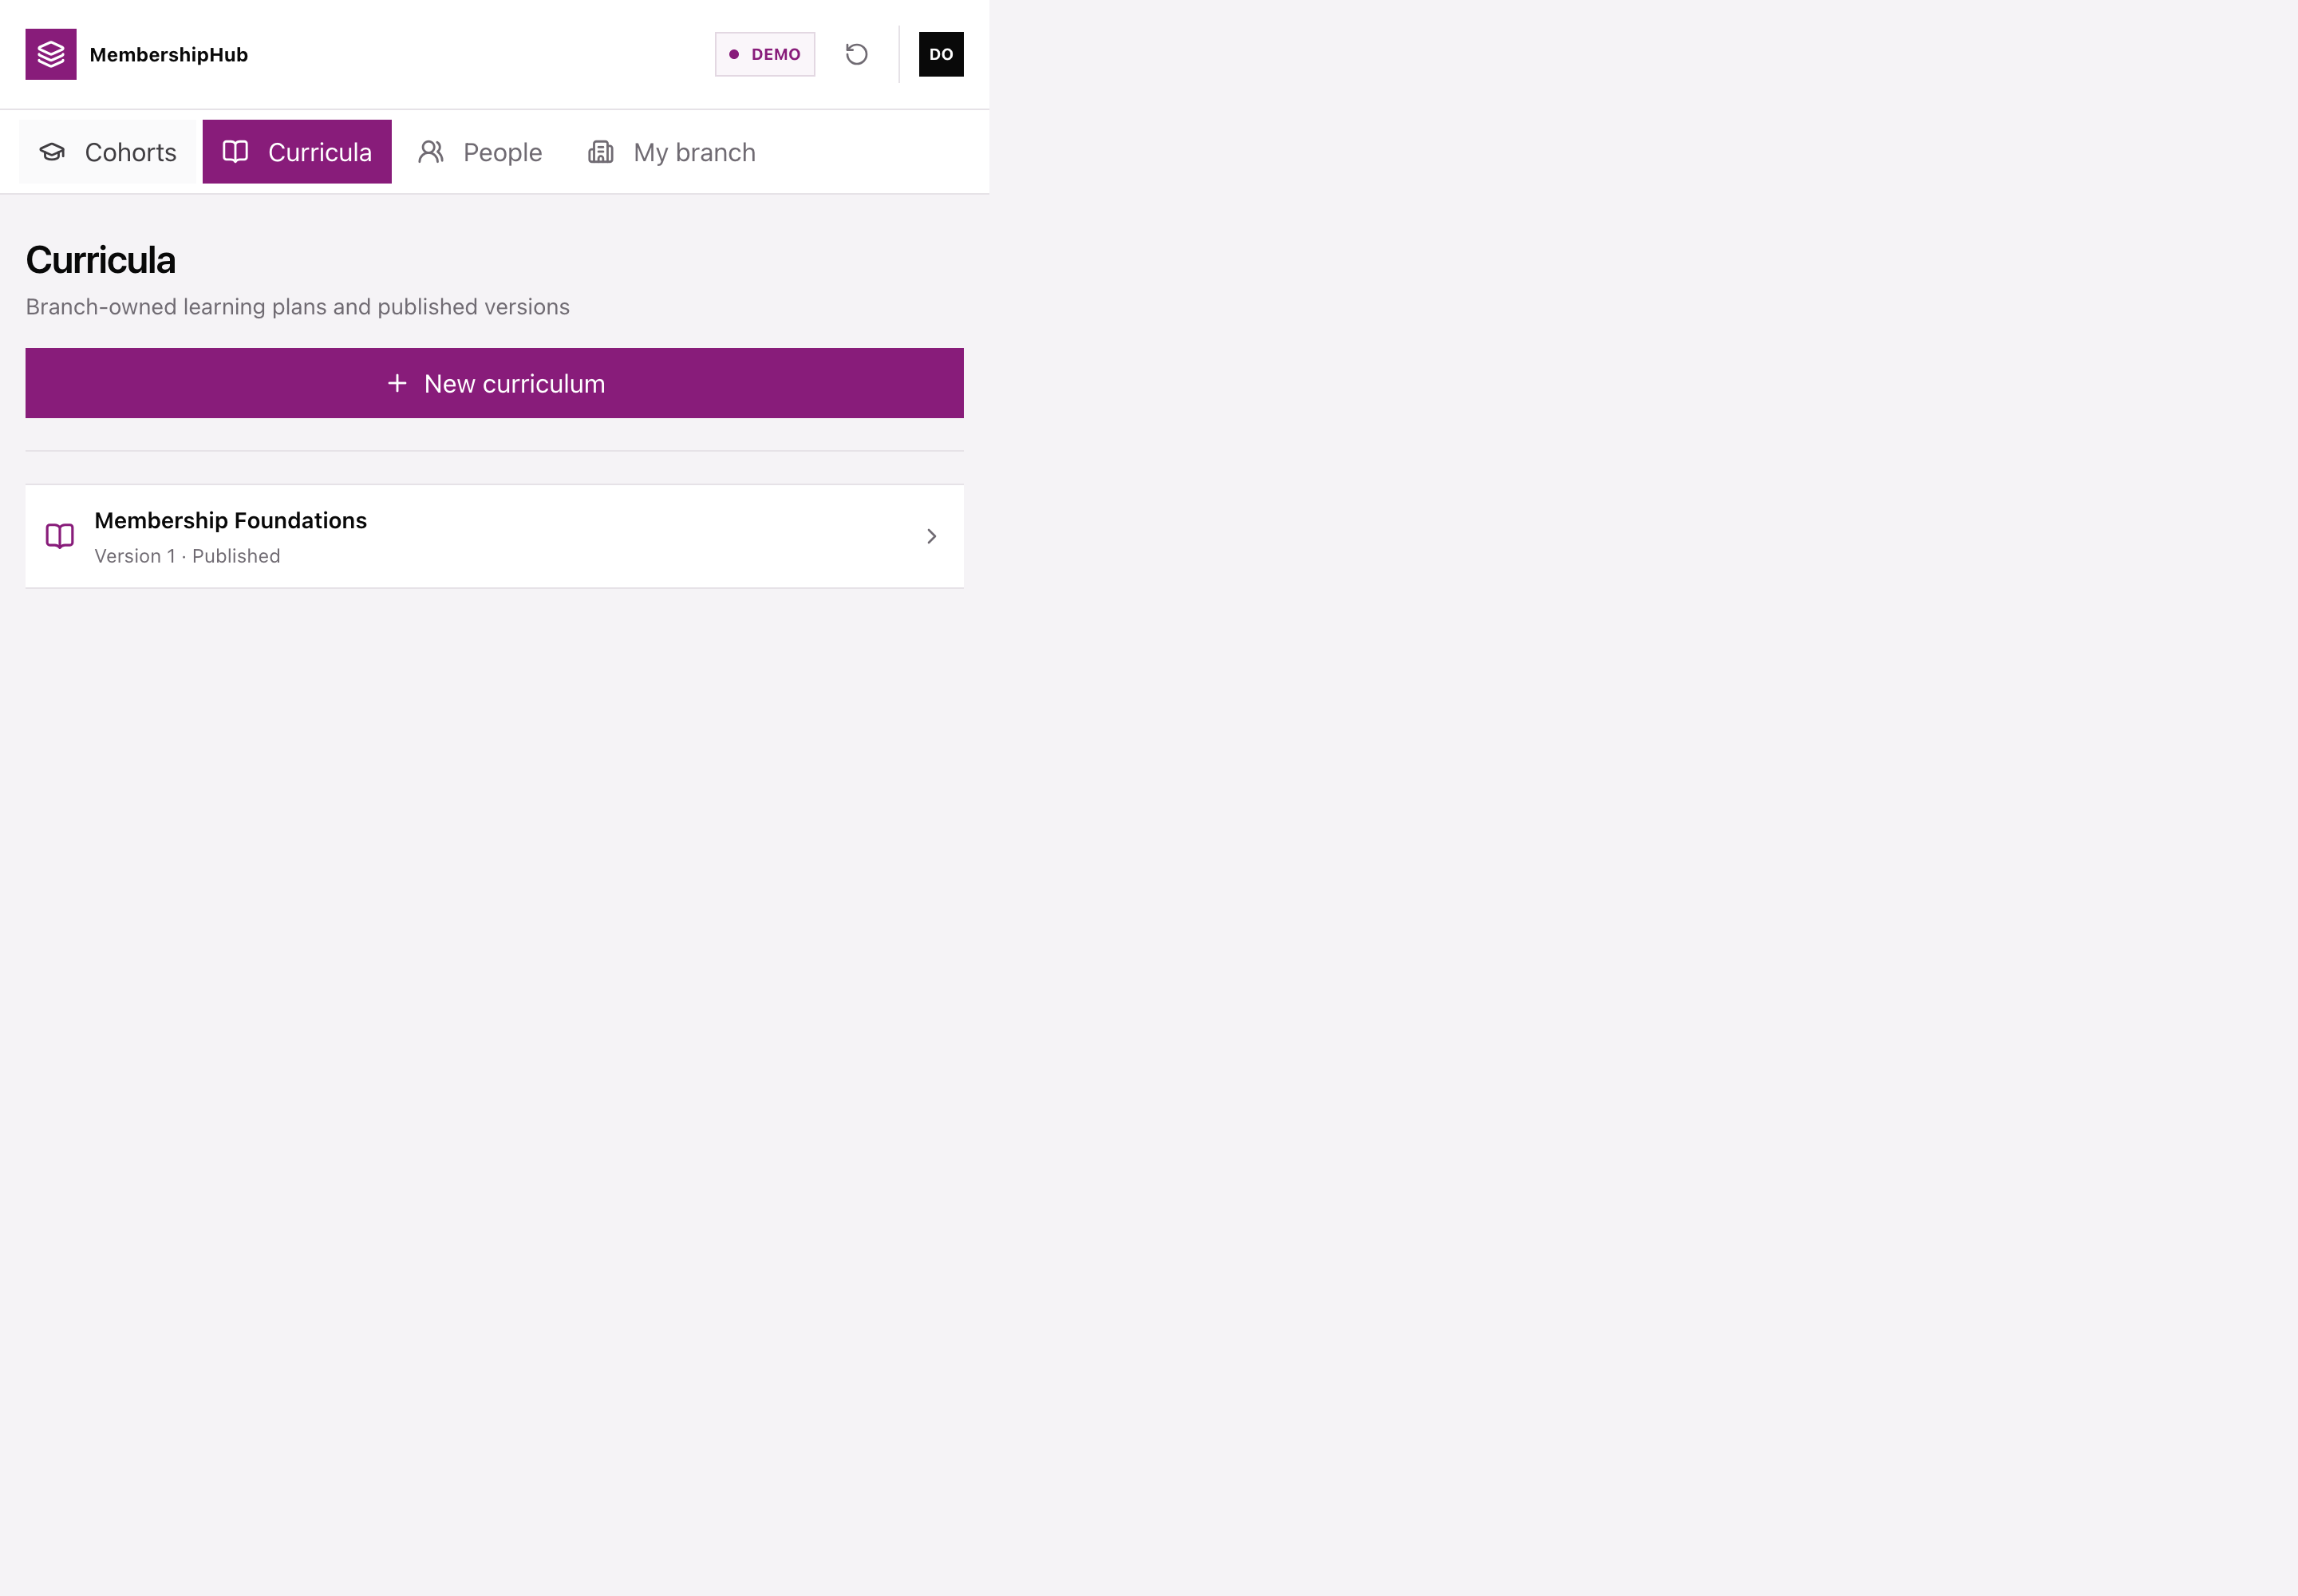 MembershipHub
DEMO
DO
Cohorts
Curricula
People
My branch
Curricula
Branch-owned learning plans and published versions
New curriculum
Membership Foundations
Version 1 · Published